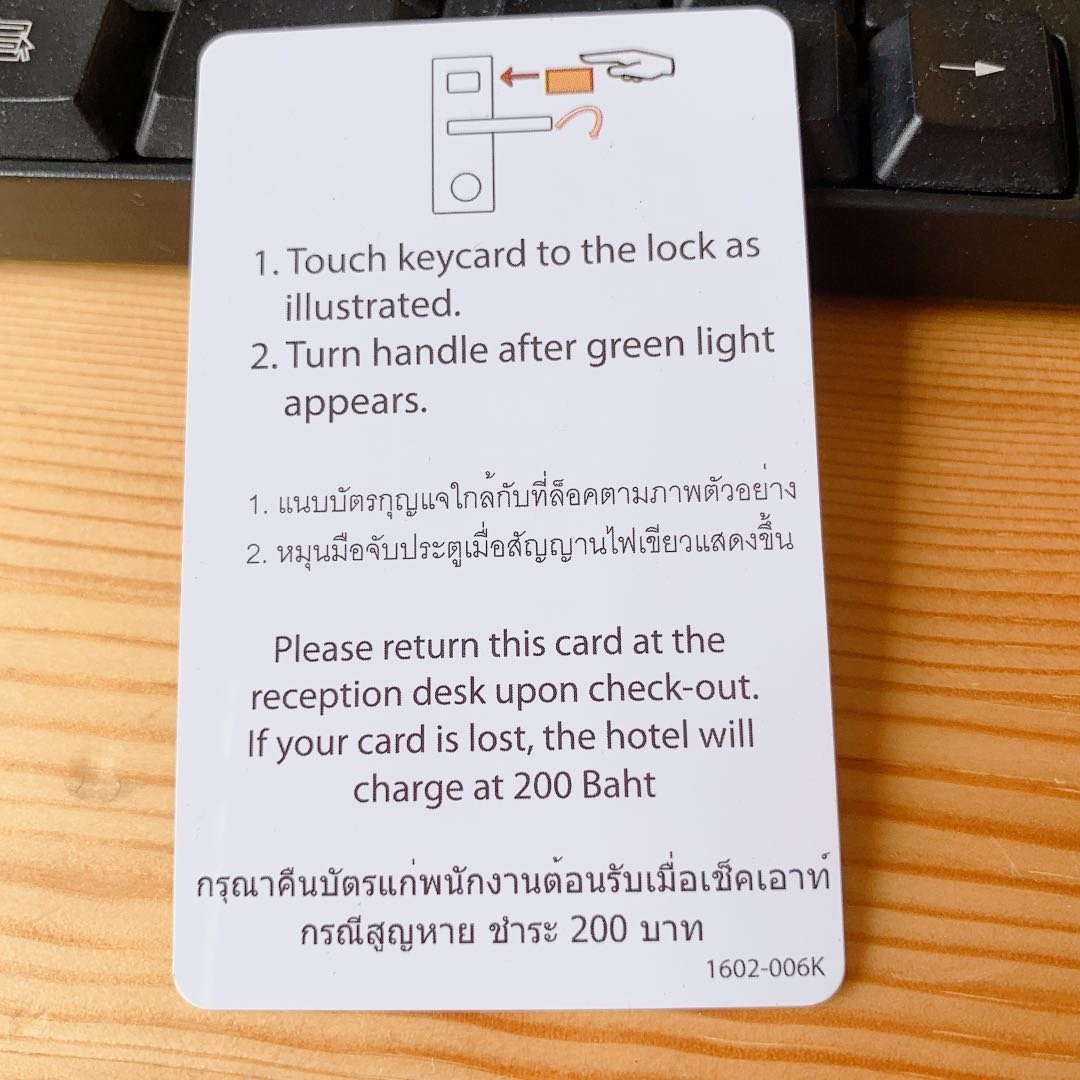 1. Touch keycard to the lock as
illustrated.
2. Turn handle after green light
appears.
1. แนบบัตรกุญแจใกล้กับที่ล็อคตามภาพตัวอย่าง
2. หมุนมือจับประตูเมื่อสัญญานไฟเขียวแสดงขึ้น
Please return this card at the
reception desk upon check-out.
If your card is lost, the hotel will
charge at 200 Baht
กรุณาคืนบัตรแก่พนักงานต้อนรับเมื่อเช็คเอาท์
กรณีสูญหาย ชำระ 200 บาท
1602-006K